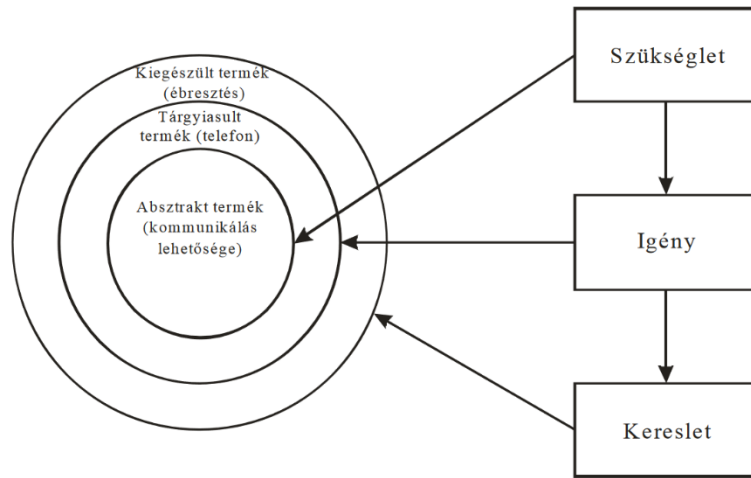 Kiegészült termék
(ébresztés)
Tárgyiasult
termék (telefon)
Absztrakt termék
(kommunikálás
lehetősége)
Szükséglet
Igény
Kereslet